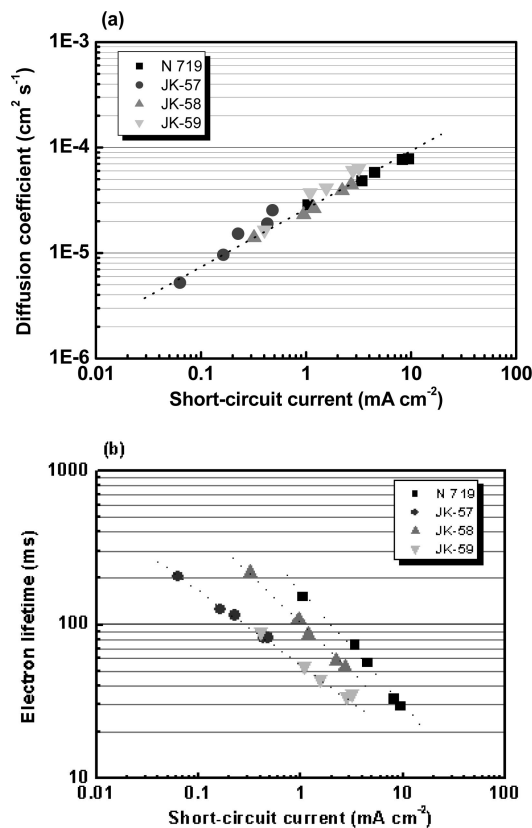 (a)
1E-3
1E-4
1E-5
1E-6
Diffusion coefficient (cm² s⁻¹)
N 719
JK-57
JK-58
JK-59
0.01
0.1
1
10
100
Short-circuit current (mA cm⁻²)
(b)
1000
100
10
Electron lifetime (ms)
N 719
JK-57
JK-58
JK-59
0.01
0.1
1
10
100
Short-circuit current (mA cm⁻²)